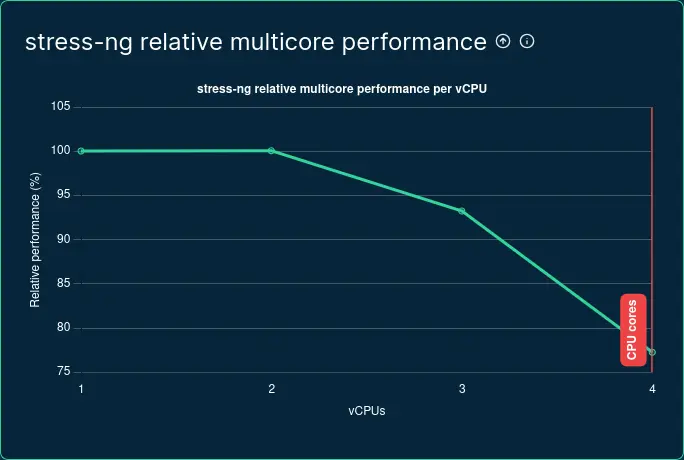 stress-ng relative multicore performance
stress-ng relative multicore performance per vCPU
105
100
95
90
85
80
75
Relative performance (%)
CPU cores
1 2 3 4
vCPUs